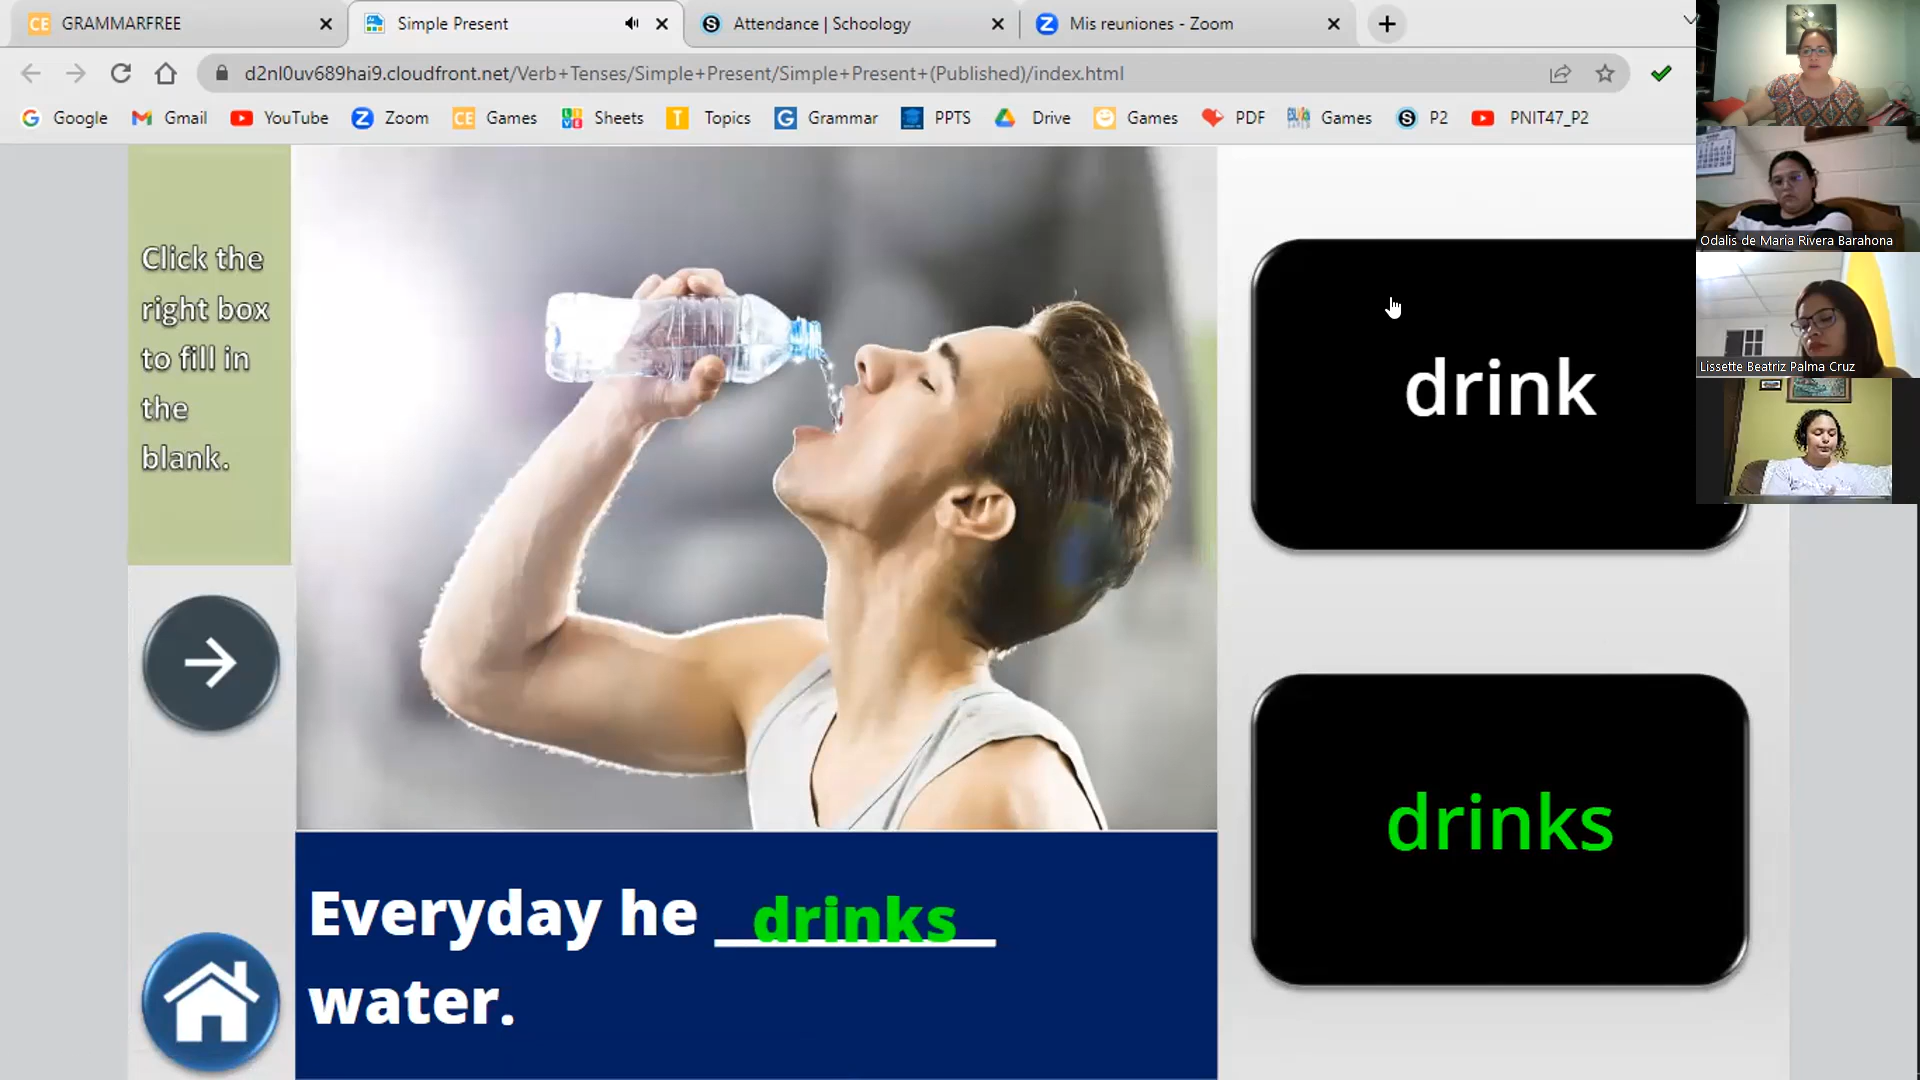 GRAMMARFREE
Simple Present
Attendance | Schoology
Mis reuniones - Zoom
d2nl0uv689hai9.cloudfront.net/Verb+Tenses/Simple+Present/Simple+Present+(Published)/index.html
Google Gmail YouTube Zoom CE Games Sheets T Topics Grammar PPTS Drive Games PDF Games P2 PNIT47_P2
Click the
right box
to fill in
the
blank.
drink
drinks
Everyday he drinks
water.
Odalis de Maria Rivera Barahona
Lissette Beatriz Palma Cruz